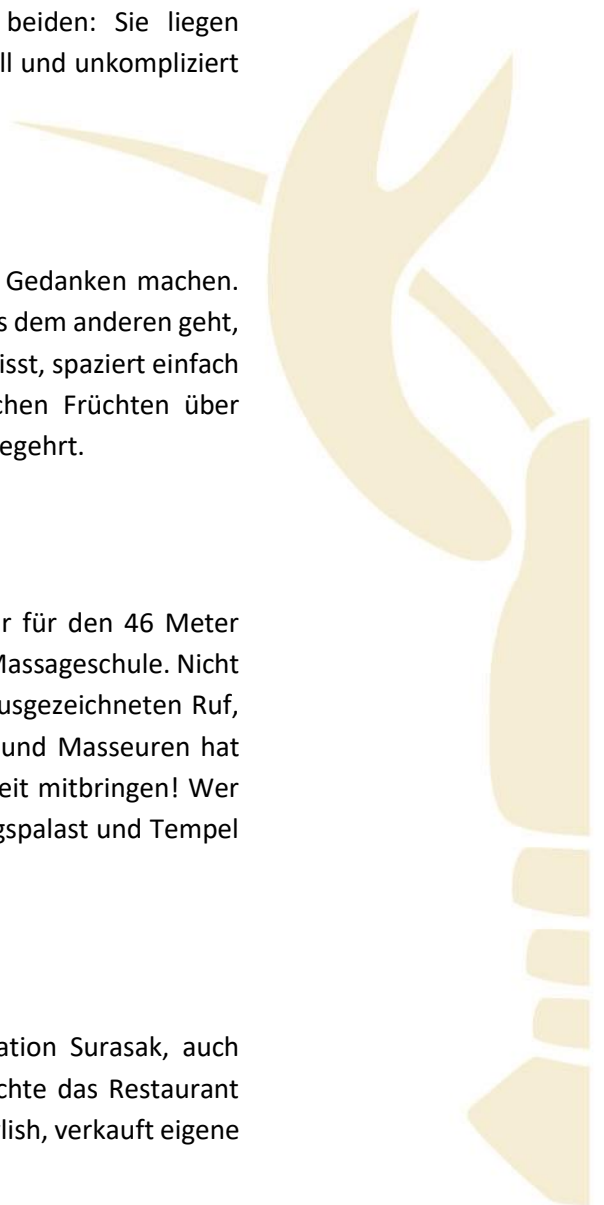 beiden: Sie liegen
ll und unkompliziert
Gedanken machen.
s dem anderen geht,
isst, spaziert einfach
chen Früchten über
egehrt.
r für den 46 Meter
Massageschule. Nicht
usgezeichneten Ruf,
und Masseuren hat
eit mitbringen! Wer
gspalast und Tempel
ation Surasak, auch
chte das Restaurant
lish, verkauft eigene